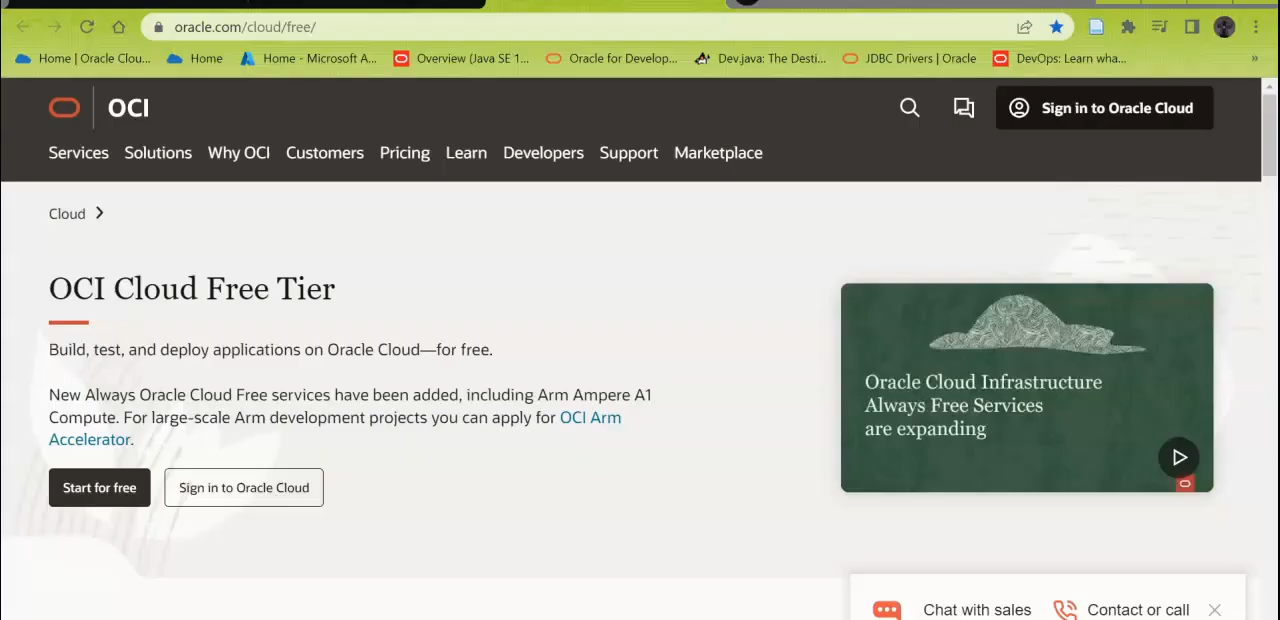 oracle.com/cloud/free/
Home | Oracle Clou... Home Home - Microsoft A... Overview (Java SE 1... Oracle for Develop... Dev.java: The Desti... JDBC Drivers | Oracle DevOps: Learn wha... »
OCI
Sign in to Oracle Cloud
Services Solutions Why OCI Customers Pricing Learn Developers Support Marketplace
Cloud
OCI Cloud Free Tier
Build, test, and deploy applications on Oracle Cloud—for free.
New Always Oracle Cloud Free services have been added, including Arm Ampere A1
Compute. For large-scale Arm development projects you can apply for OCI Arm
Accelerator.
Start for free Sign in to Oracle Cloud
Oracle Cloud Infrastructure
Always Free Services
are expanding
Chat with sales Contact or call